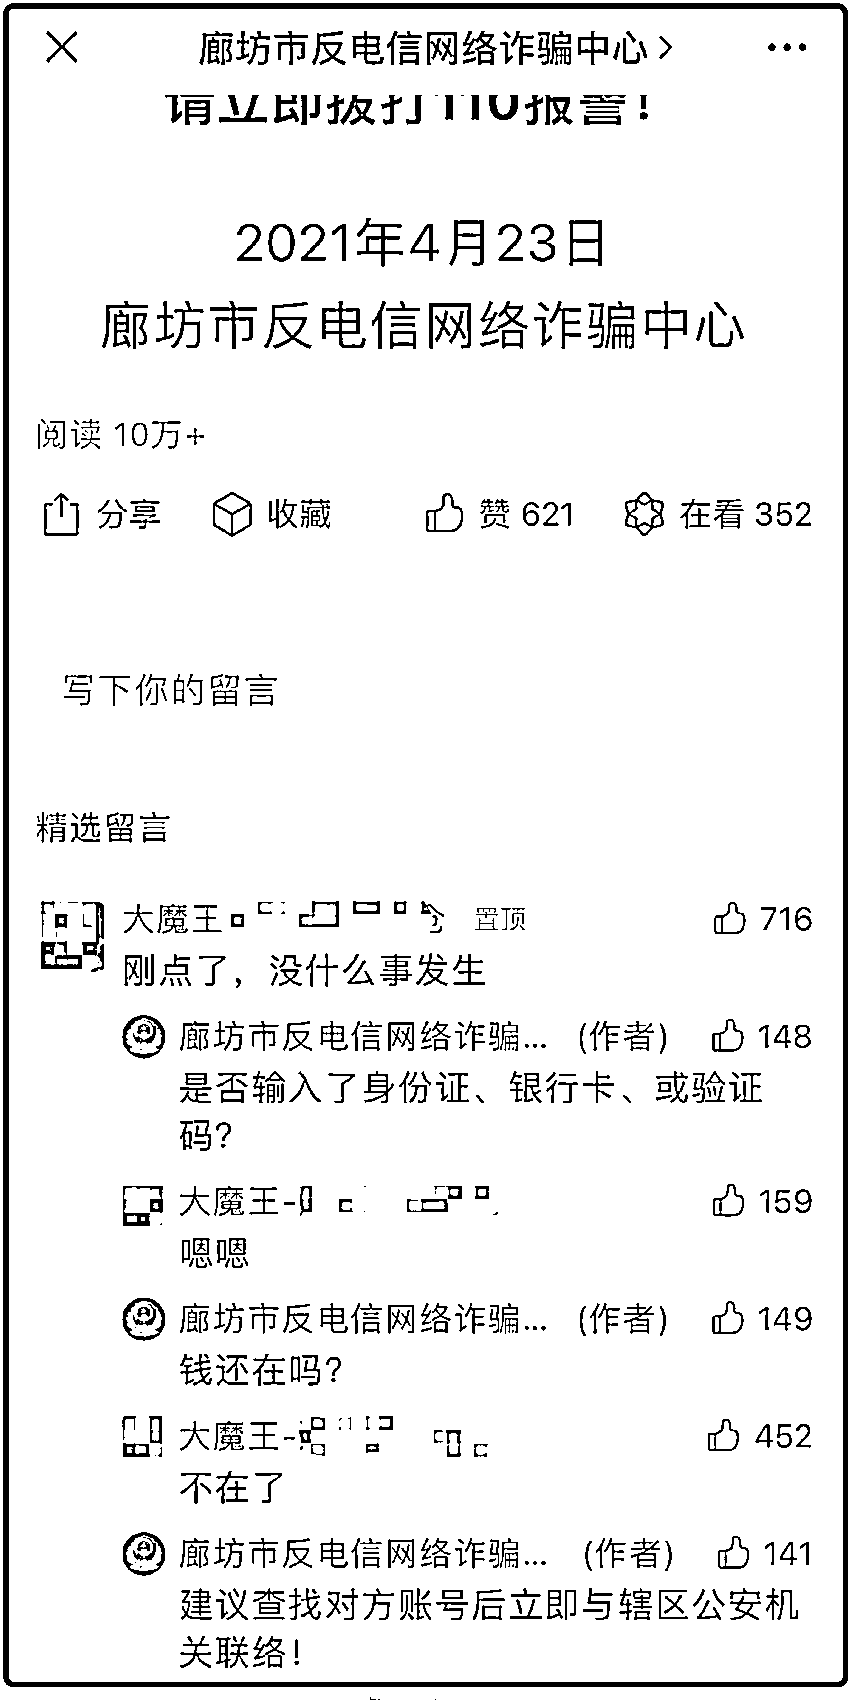 廊坊市反电信网络诈骗中心
请立即拨打110报警！
2021年4月23日
廊坊市反电信网络诈骗中心
阅读 10万+
分享 收藏 赞 621 在看 352
写下你的留言
精选留言
大魔王 置顶 716
刚点了，没什么事发生
廊坊市反电信网络诈骗... (作者) 148
是否输入了身份证、银行卡、或验证
码？
大魔王- 159
嗯嗯
廊坊市反电信网络诈骗... (作者) 149
钱还在吗？
大魔王- 452
不在了
廊坊市反电信网络诈骗... (作者) 141
建议查找对方账号后立即与辖区公安机
关联络！